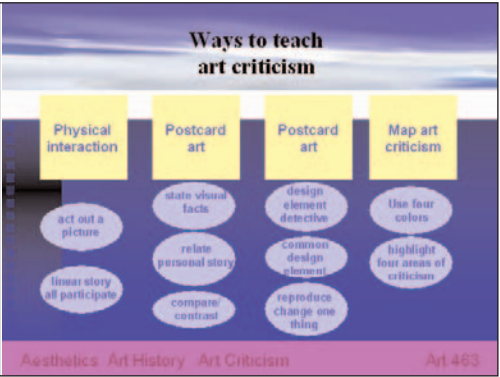 Ways to teach
art criticism
Physical
interaction
act out a
picture
linear story
all participate
Postcard
art
state visual
facts
relate
personal story
compare/
contrast
Postcard
art
design
element
detective
common
design
element
reproduce
change one
thing
Map art
criticism
Use four
colors
highlight
four areas of
criticism
Aesthetics Art History Art Criticism
Art 463